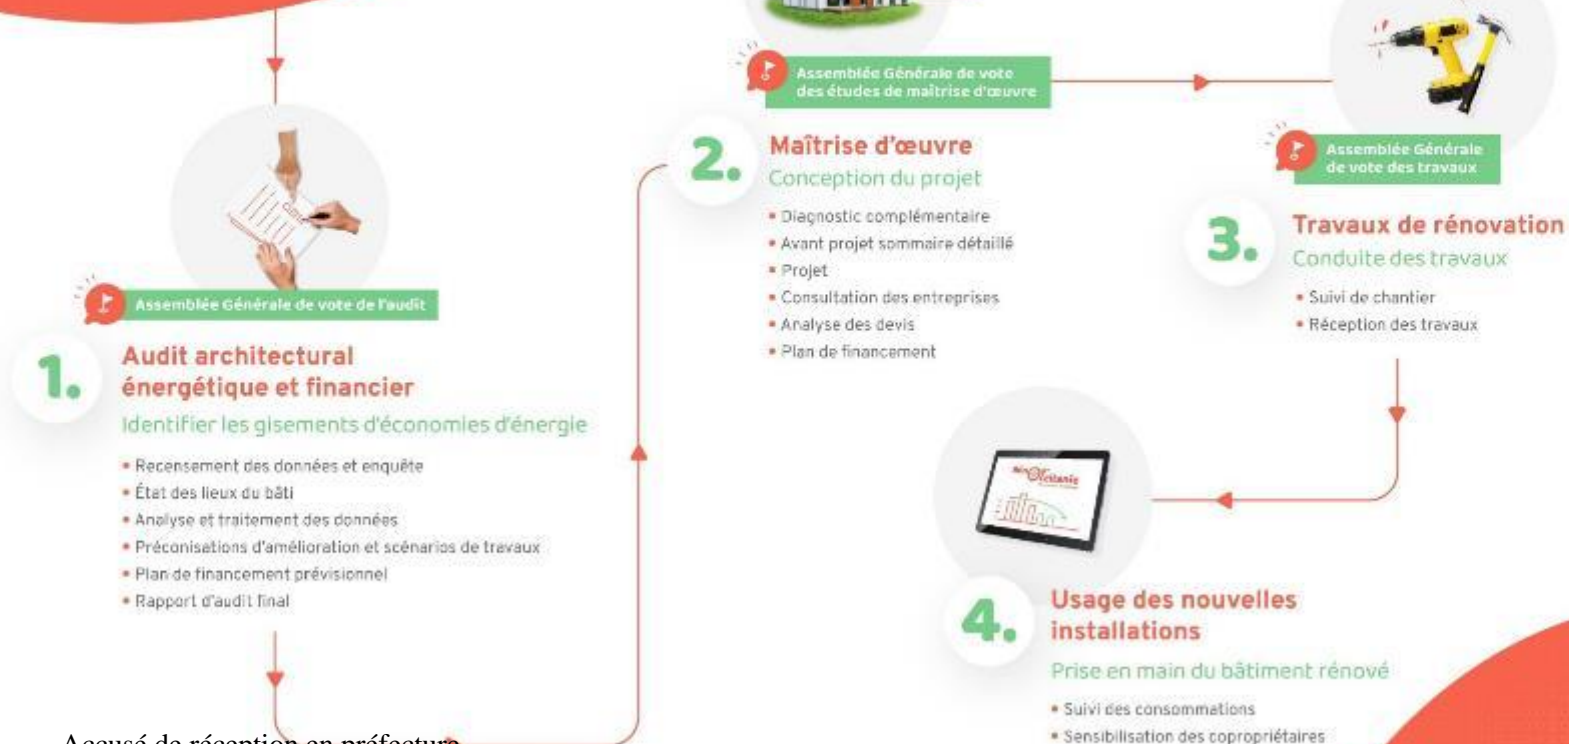 Assemblée Générale de vote de l'audit
1.
Audit architectural
énergétique et financier
Identifier les gisements d'économies d'énergie
• Recensement des données et enquête
• État des lieux du bâti
• Analyse et traitement des données
• Préconisations d'amélioration et scénarios de travaux
• Plan de financement prévisionnel
• Rapport d'audit final
Assemblée Générale de vote
des études de maîtrise d'œuvre
2.
Maîtrise d'œuvre
Conception du projet
• Diagnostic complémentaire
• Avant projet sommaire détaillé
• Projet
• Consultation des entreprises
• Analyse des devis
• Plan de financement
Assemblée Générale
de vote des travaux
3.
Travaux de rénovation
Conduite des travaux
• Suivi de chantier
• Réception des travaux
4.
Usage des nouvelles
installations
Prise en main du bâtiment rénové
• Suivi des consommations
• Sensibilisation des copropriétaires
Accusé de réception en préfecture